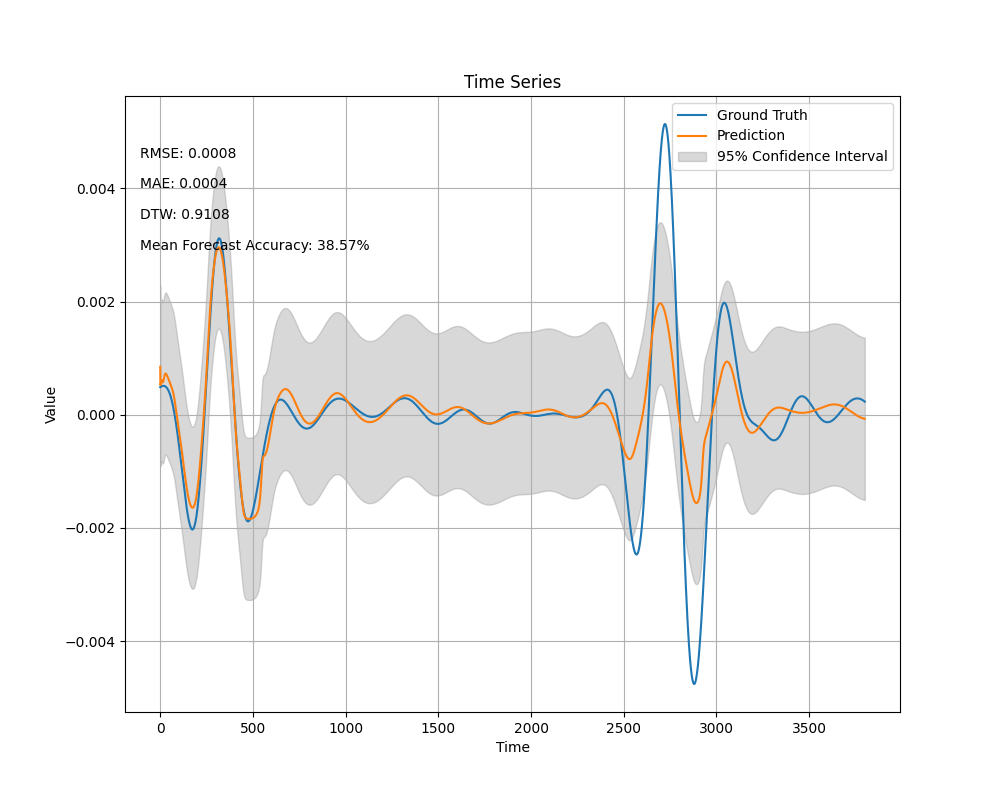 Time Series
Ground Truth
Prediction
95% Confidence Interval
RMSE: 0.0008
MAE: 0.0004
DTW: 0.9108
Mean Forecast Accuracy: 38.57%
0.004
0.002
0.000
−0.002
−0.004
Value
0 500 1000 1500 2000 2500 3000 3500
Time